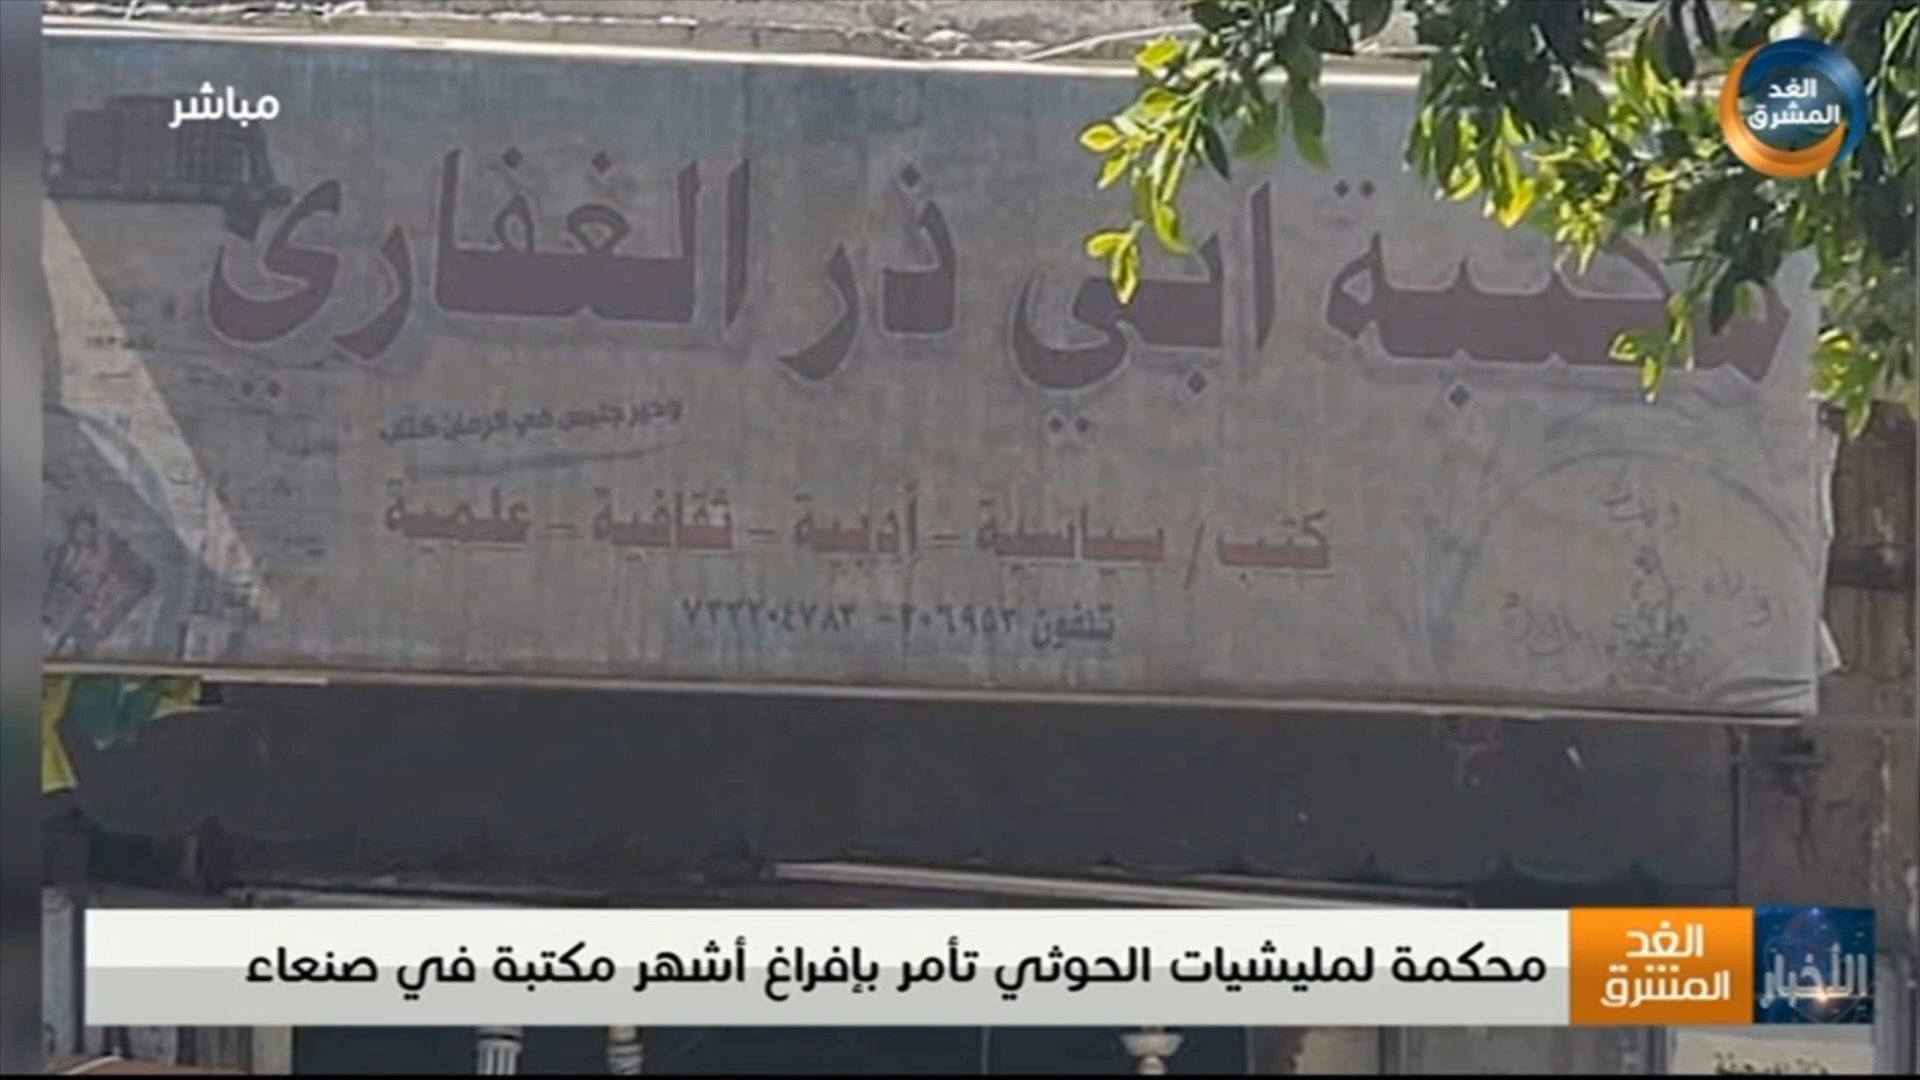 مباشر
الغد
المشرق
مكتبة ابي ذر الغفاري
وخير جليس في الزمان كتاب
كتب / سياسية - أدبية - ثقافية - علمية
تلفون ٢٠٦٩٥٣ - ٧٣٣٢٠٤٧٨٣
الأخبار
الغد
المشرق
محكمة لمليشيات الحوثي تأمر بإفراغ أشهر مكتبة في صنعاء